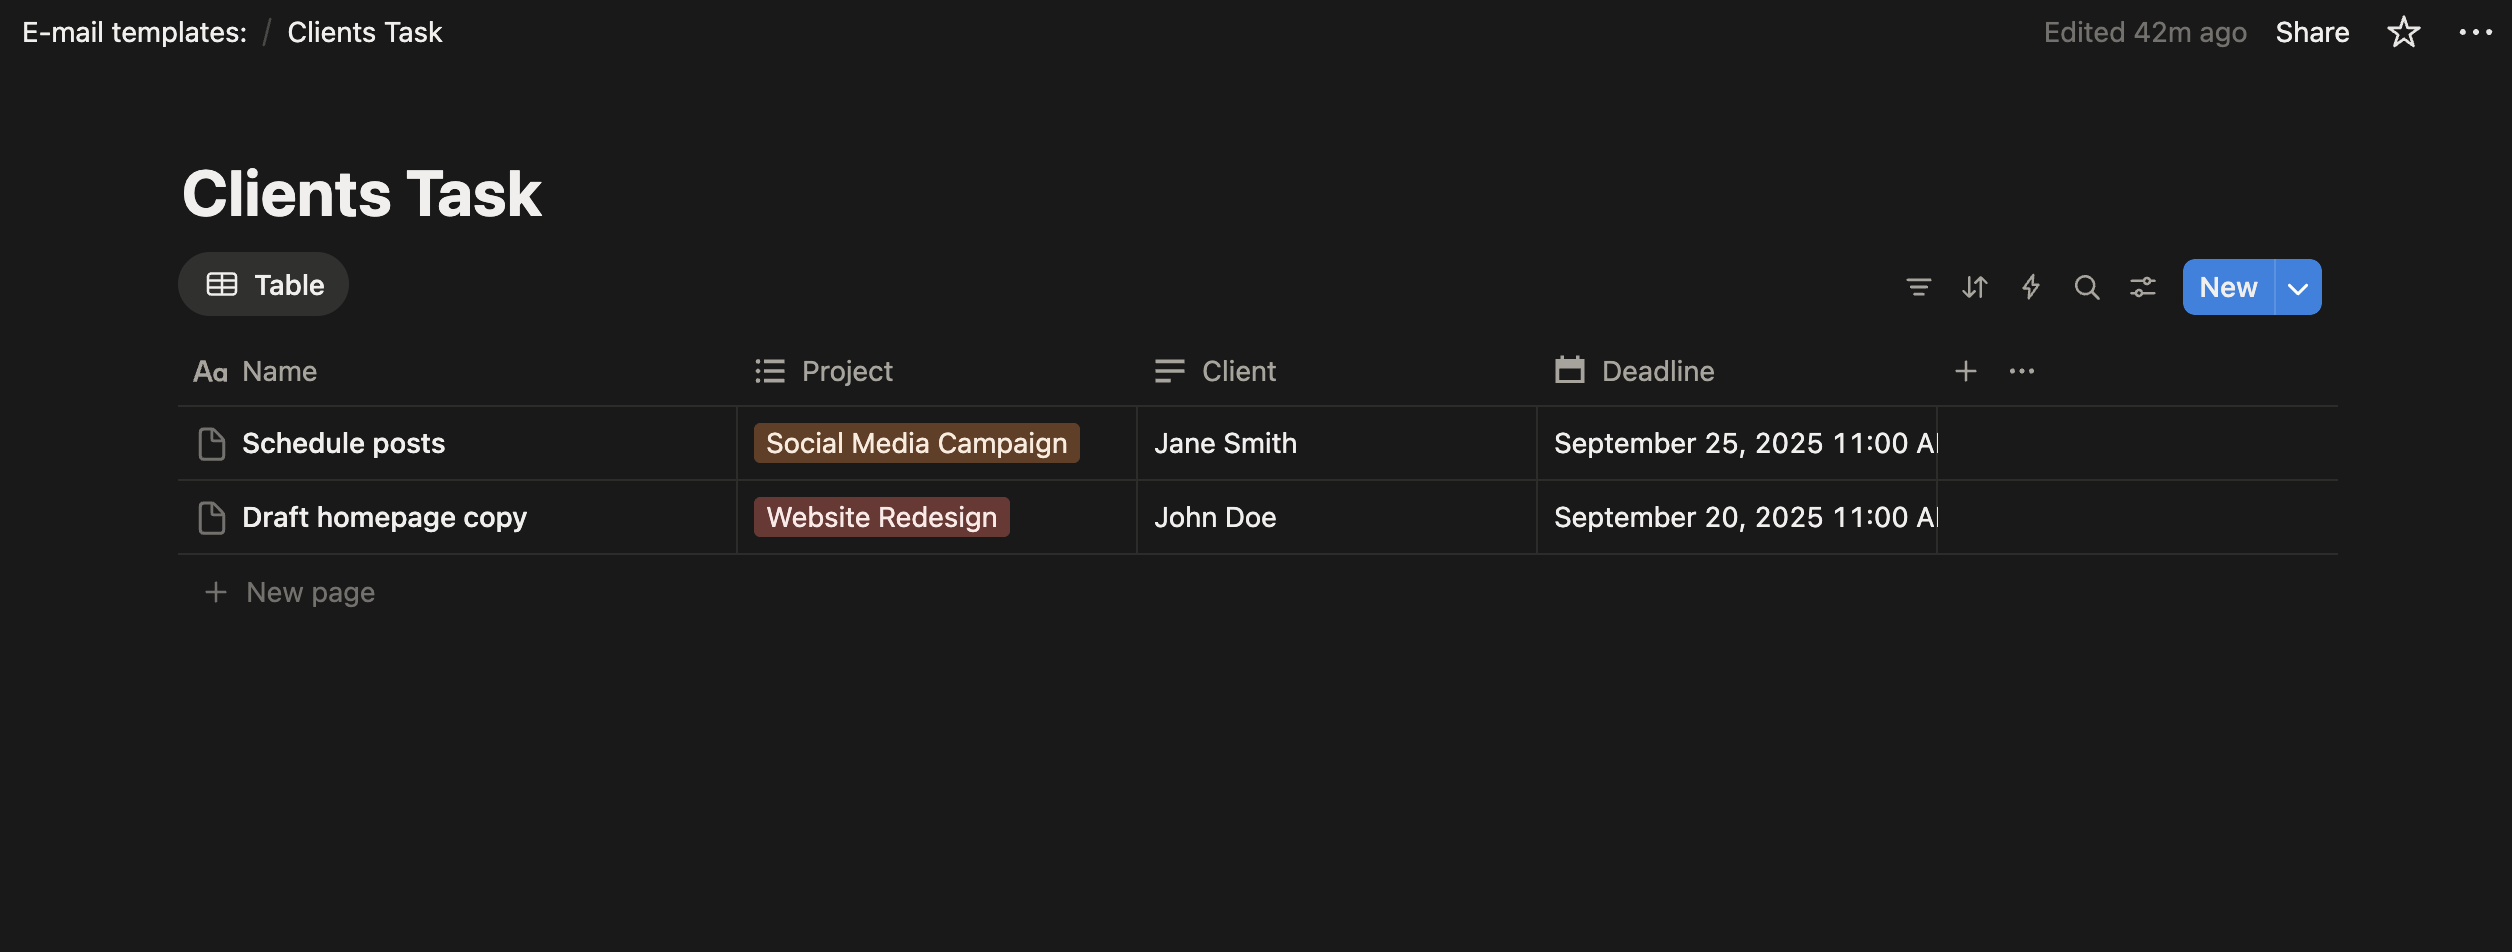 E-mail templates: / Clients Task
Edited 42m ago Share
Clients Task
Table
New
Aa Name Project Client Deadline
Schedule posts Social Media Campaign Jane Smith September 25, 2025 11:00
Draft homepage copy Website Redesign John Doe September 20, 2025 11:00
+ New page